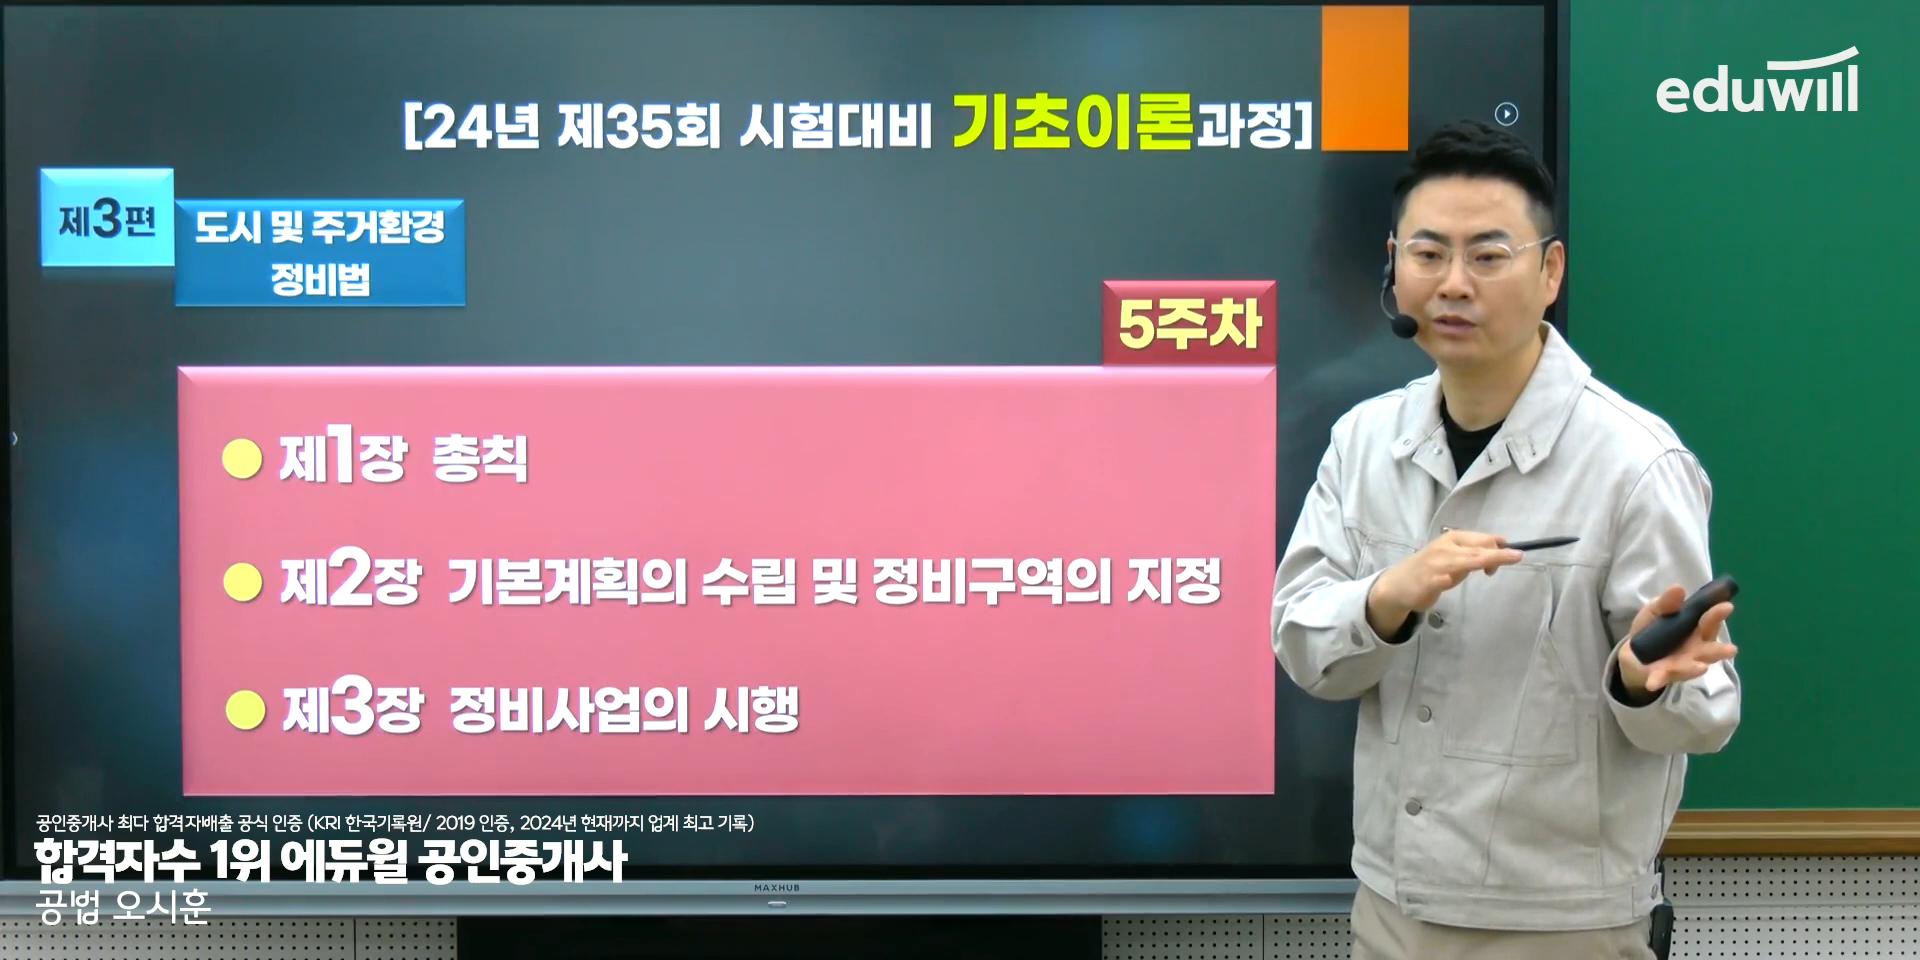 eduwill
[24년 제35회 시험대비 기초이론과정]
제3편
도시 및 주거환경
정비법
5주차
제1장 총칙
제2장 기본계획의 수립 및 정비구역의 지정
제3장 정비사업의 시행
공인중개사 최다 합격자배출 공식 인증 (KRI 한국기록원/ 2019 인증, 2024년 현재까지 업계 최고 기록)
합격자수 1위 에듀윌 공인중개사
공법 오시훈
MAXHUB